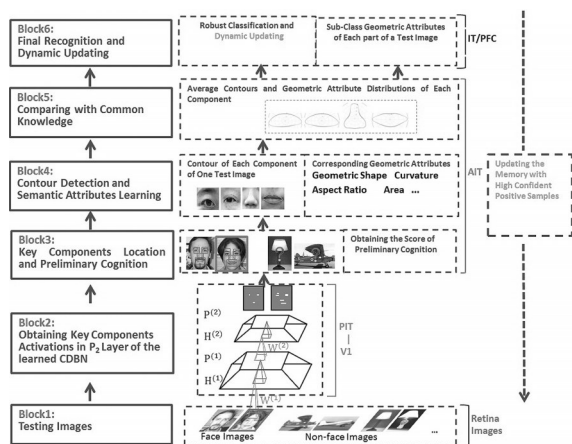 Block6:
Final Recognition and
Dynamic Updating
Robust Classification and
Dynamic Updating
Sub-Class Geometric Attributes
of Each part of a Test Image
IT/PFC
Block5:
Comparing with Common
Knowledge
Average Contours and Geometric Attribute Distributions of Each
Component
Block4:
Contour Detection and
Semantic Attributes Learning
Contour of Each Component
of One Test Image
Corresponding Geometric Attributes
Geometric Shape Curvature
Aspect Ratio Area ...
AIT
Updating the
Memory with
High Confident
Positive Samples
Block3:
Key Components Location
and Preliminary Cognition
Obtaining the Score of
Preliminary Cognition
Block2:
Obtaining Key Components
Activations in P₂ Layer of the
learned CDBN
P(2)
H(2)
W(2)
P(1)
H(1)
W(1)
PIT
|
V1
Block1:
Testing Images
Face Images
Non-face Images
...
Retina
Images